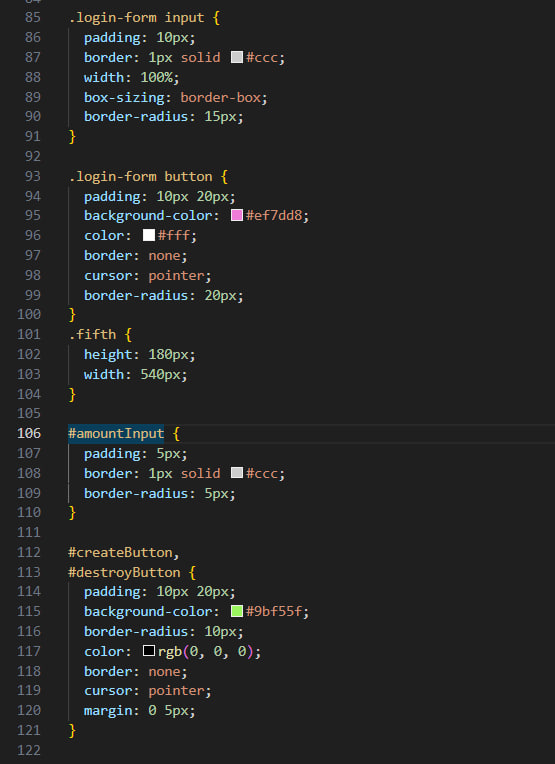 85 .login-form input {
86 padding: 10px;
87 border: 1px solid #ccc;
88 width: 100%;
89 box-sizing: border-box;
90 border-radius: 15px;
91 }
92
93 .login-form button {
94 padding: 10px 20px;
95 background-color: #ef7dd8;
96 color: #fff;
97 border: none;
98 cursor: pointer;
99 border-radius: 20px;
100 }
101 .fifth {
102 height: 180px;
103 width: 540px;
104 }
105
106 #amountInput {
107 padding: 5px;
108 border: 1px solid #ccc;
109 border-radius: 5px;
110 }
111
112 #createButton,
113 #destroyButton {
114 padding: 10px 20px;
115 background-color: #9bf55f;
116 border-radius: 10px;
117 color: rgb(0, 0, 0);
118 border: none;
119 cursor: pointer;
120 margin: 0 5px;
121 }
122